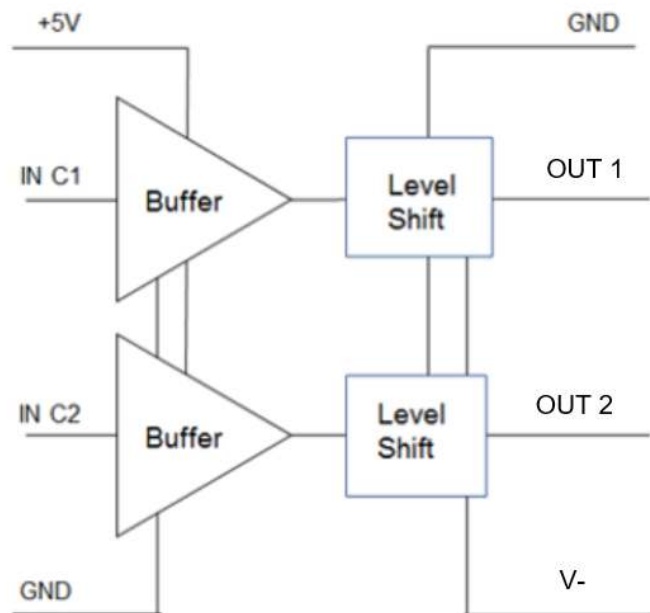 +5V
GND
IN C1
Buffer
Level
Shift
OUT 1
IN C2
Buffer
Level
Shift
OUT 2
GND
V-